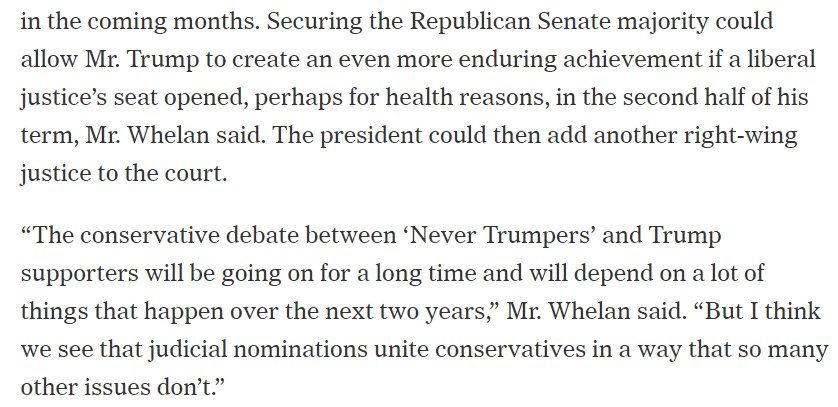 in the coming months. Securing the Republican Senate majority could
allow Mr. Trump to create an even more enduring achievement if a liberal
justice’s seat opened, perhaps for health reasons, in the second half of his
term, Mr. Whelan said. The president could then add another right-wing
justice to the court.
“The conservative debate between ‘Never Trumpers’ and Trump
supporters will be going on for a long time and will depend on a lot of
things that happen over the next two years,” Mr. Whelan said. “But I think
we see that judicial nominations unite conservatives in a way that so many
other issues don’t.”